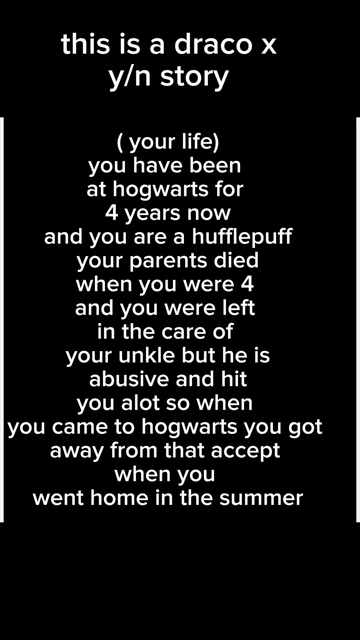 this is a draco x
y/n story
( your life)
you have been
at hogwarts for
4 years now
and you are a hufflepuff
your parents died
when you were 4
and you were left
in the care of
your unkle but he is
abusive and hit
you alot so when
you came to hogwarts you got
away from that accept
when you
went home in the summer